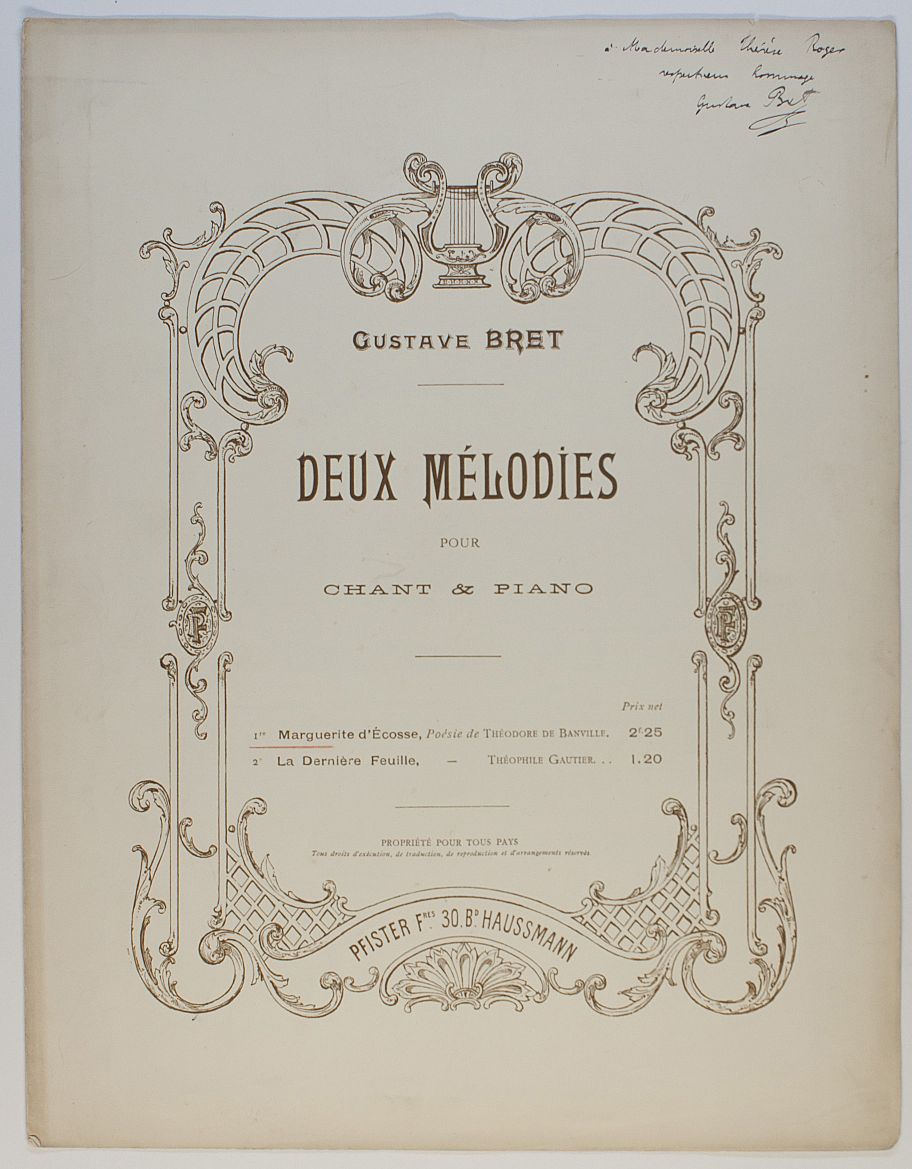 à Mademoiselle Thérèse Roger
respectueux hommage
Gustave Bret
GUSTAVE BRET
DEUX MÉLODIES
POUR
CHANT & PIANO
Prix net
1re Marguerite d'Écosse, Poésie de THÉODORE DE BANVILLE. 2f.25
2e La Dernière Feuille, — THÉOPHILE GAUTIER. . . 1.20
PROPRIÉTÉ POUR TOUS PAYS
Tous droits d'exécution, de traduction, de reproduction et d'arrangements réservés.
PFISTER FRES 30, BD HAUSSMANN